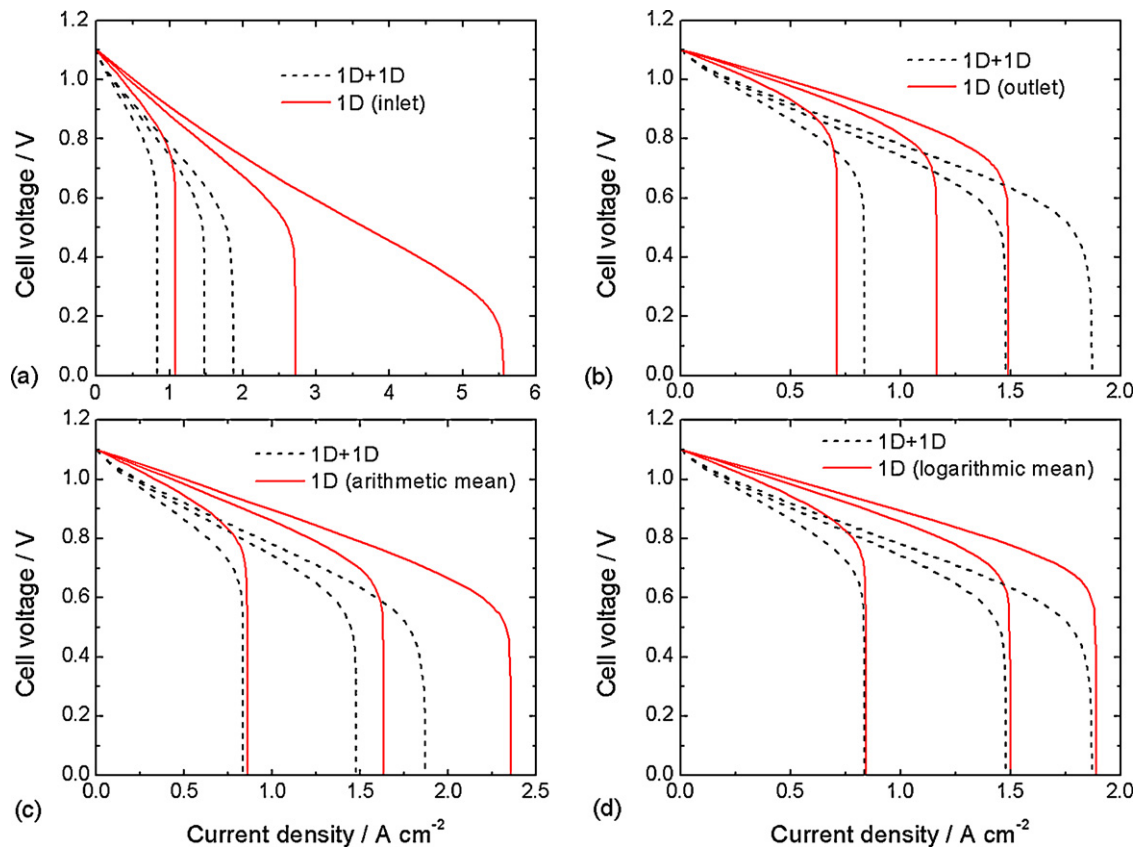 1.2
1.0
0.8
0.6
0.4
0.2
0.0
Cell voltage / V
1D+1D
1D (inlet)
(a)
0 1 2 3 4 5 6
1.2
1.0
0.8
0.6
0.4
0.2
0.0
Cell voltage / V
1D+1D
1D (outlet)
(b)
0.0 0.5 1.0 1.5 2.0
1.2
1.0
0.8
0.6
0.4
0.2
0.0
Cell voltage / V
1D+1D
1D (arithmetic mean)
(c)
0.0 0.5 1.0 1.5 2.0 2.5
Current density / A cm⁻²
1.2
1.0
0.8
0.6
0.4
0.2
0.0
Cell voltage / V
1D+1D
1D (logarithmic mean)
(d)
0.0 0.5 1.0 1.5 2.0
Current density / A cm⁻²